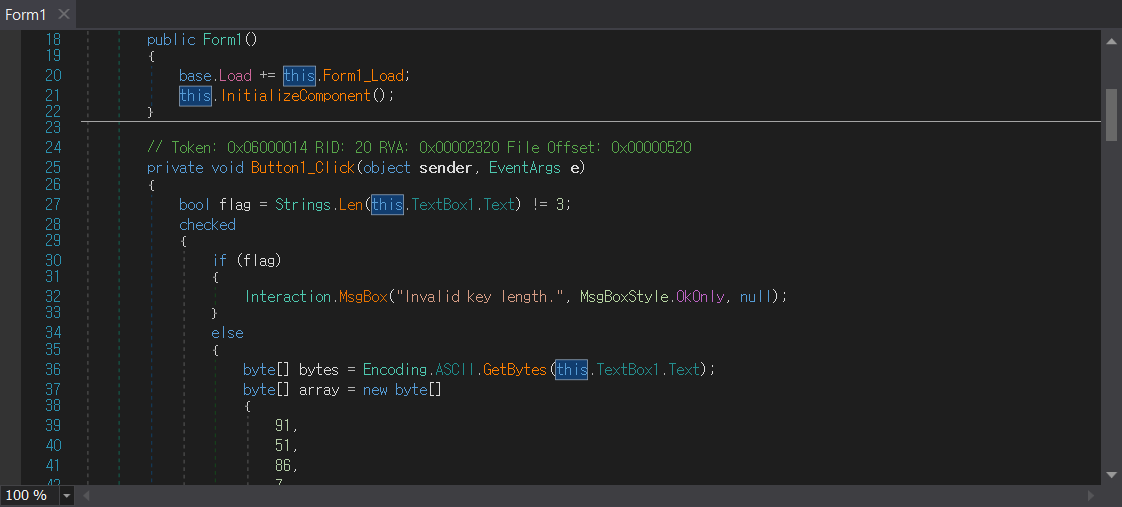 Form1
18 public Form1()
19 {
20 base.Load += this.Form1_Load;
21 this.InitializeComponent();
22 }
23
24 // Token: 0x06000014 RID: 20 RVA: 0x00002320 File Offset: 0x00000520
25 private void Button1_Click(object sender, EventArgs e)
26 {
27 bool flag = Strings.Len(this.TextBox1.Text) != 3;
28 checked
29 {
30 if (flag)
31 {
32 Interaction.MsgBox("Invalid key length.", MsgBoxStyle.OkOnly, null);
33 }
34 else
35 {
36 byte[] bytes = Encoding.ASCII.GetBytes(this.TextBox1.Text);
37 byte[] array = new byte[]
38 {
39 91,
40 51,
41 86,
100 %